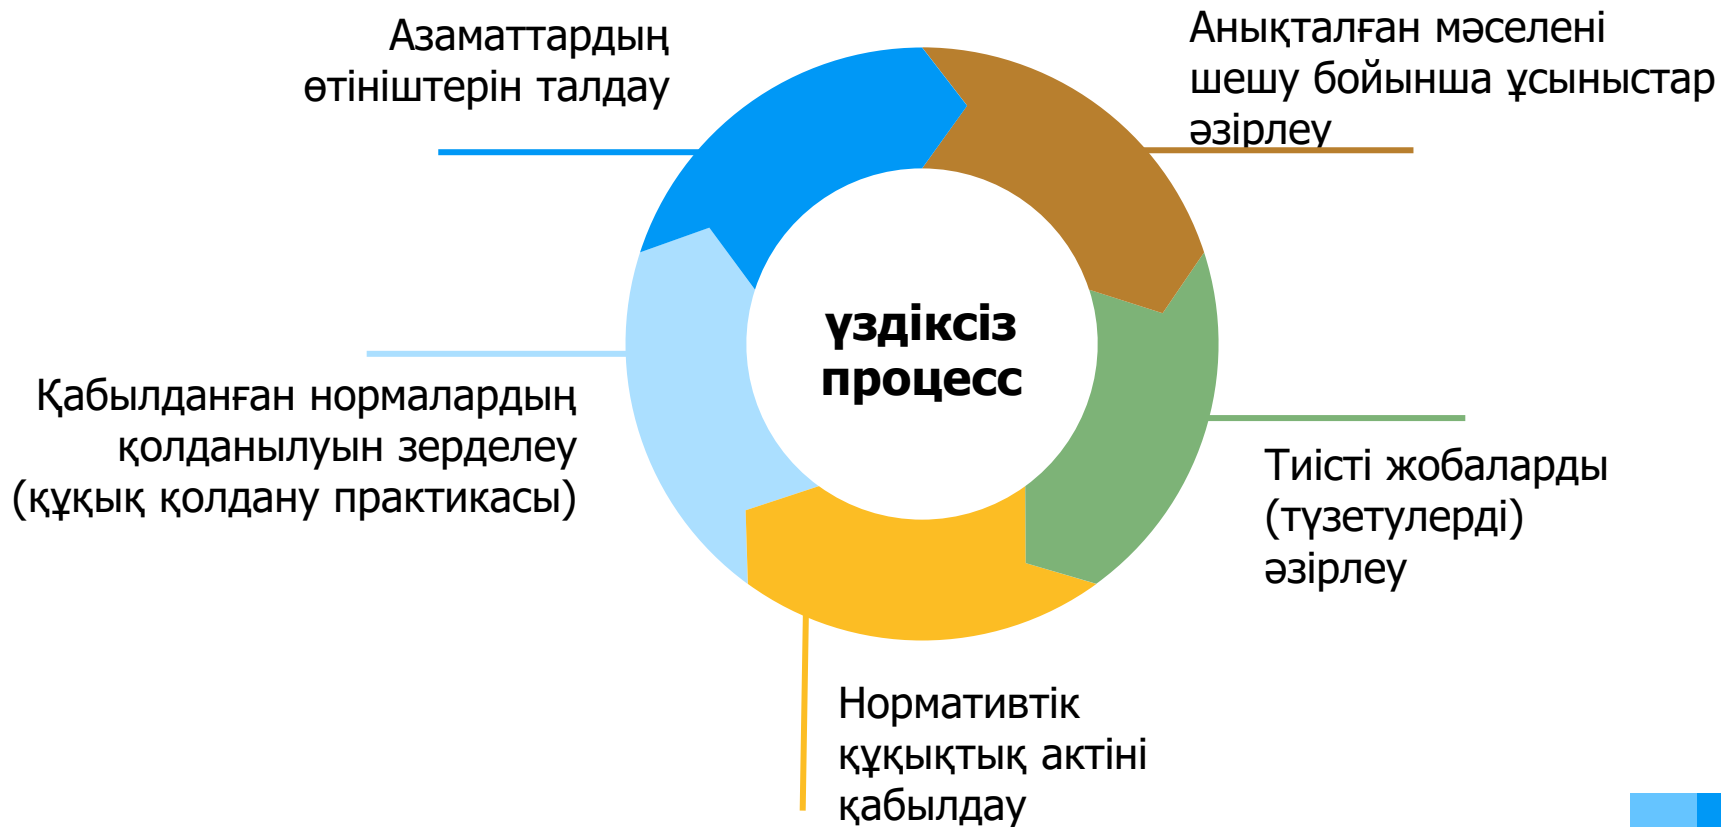 Азаматтардың
өтініштерін талдау
Анықталған мәселені
шешу бойынша ұсыныстар
әзірлеу
үздіксіз
процесс
Қабылданған нормалардың
қолданылуын зерделеу
(құқық қолдану практикасы)
Тиісті жобаларды
(түзетулерді)
әзірлеу
Нормативтік
құқықтық актіні
қабылдау